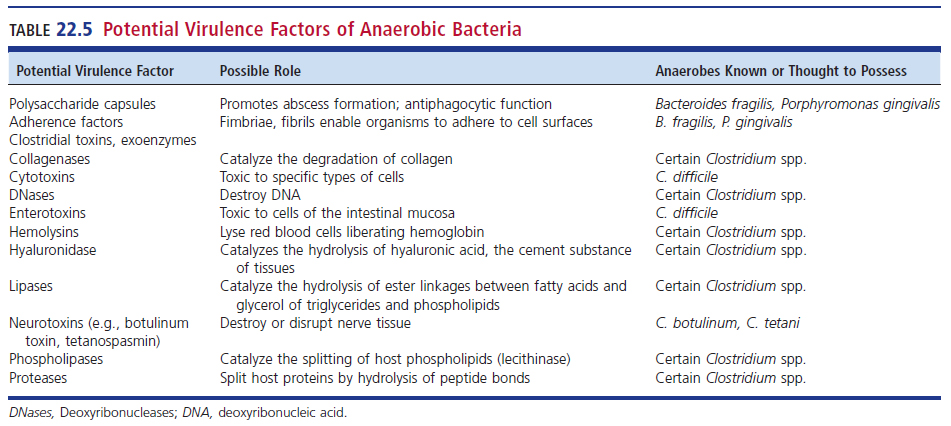 TABLE 22.5 Potential Virulence Factors of Anaerobic Bacteria
Potential Virulence Factor Possible Role Anaerobes Known or Thought to Possess
Polysaccharide capsules Promotes abscess formation; antiphagocytic function Bacteroides fragilis, Porphyromonas gingivalis
Adherence factors Fimbriae, fibrils enable organisms to adhere to cell surfaces B. fragilis, P. gingivalis
Clostridial toxins, exoenzymes
Collagenases Catalyze the degradation of collagen Certain Clostridium spp.
Cytotoxins Toxic to specific types of cells C. difficile
DNases Destroy DNA Certain Clostridium spp.
Enterotoxins Toxic to cells of the intestinal mucosa C. difficile
Hemolysins Lyse red blood cells liberating hemoglobin Certain Clostridium spp.
Hyaluronidase Catalyzes the hydrolysis of hyaluronic acid, the cement substance Certain Clostridium spp.
of tissues
Lipases Catalyze the hydrolysis of ester linkages between fatty acids and Certain Clostridium spp.
glycerol of triglycerides and phospholipids
Neurotoxins (e.g., botulinum Destroy or disrupt nerve tissue C. botulinum, C. tetani
toxin, tetanospasmin)
Phospholipases Catalyze the splitting of host phospholipids (lecithinase) Certain Clostridium spp.
Proteases Split host proteins by hydrolysis of peptide bonds Certain Clostridium spp.
DNases, Deoxyribonucleases; DNA, deoxyribonucleic acid.